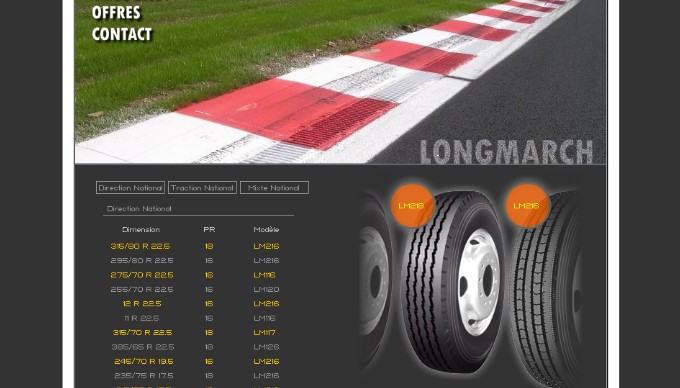 OFFRES
CONTACT
LONGMARCH
Direction National Traction National Mixte National
Direction National
Dimension PR Modèle
315/80 R 22.5 18 LM216
295/80 R 22.5 16 LM216
275/70 R 22.5 16 LM116
255/70 R 22.5 16 LM120
12 R 22.5 16 LM216
11 R 22.5 16 LM116
315/70 R 22.5 18 LM117
385/65 R 22.5 18 LM128
245/70 R 19.5 16 LM216
235/75 R 17.5 16 LM216
LM216